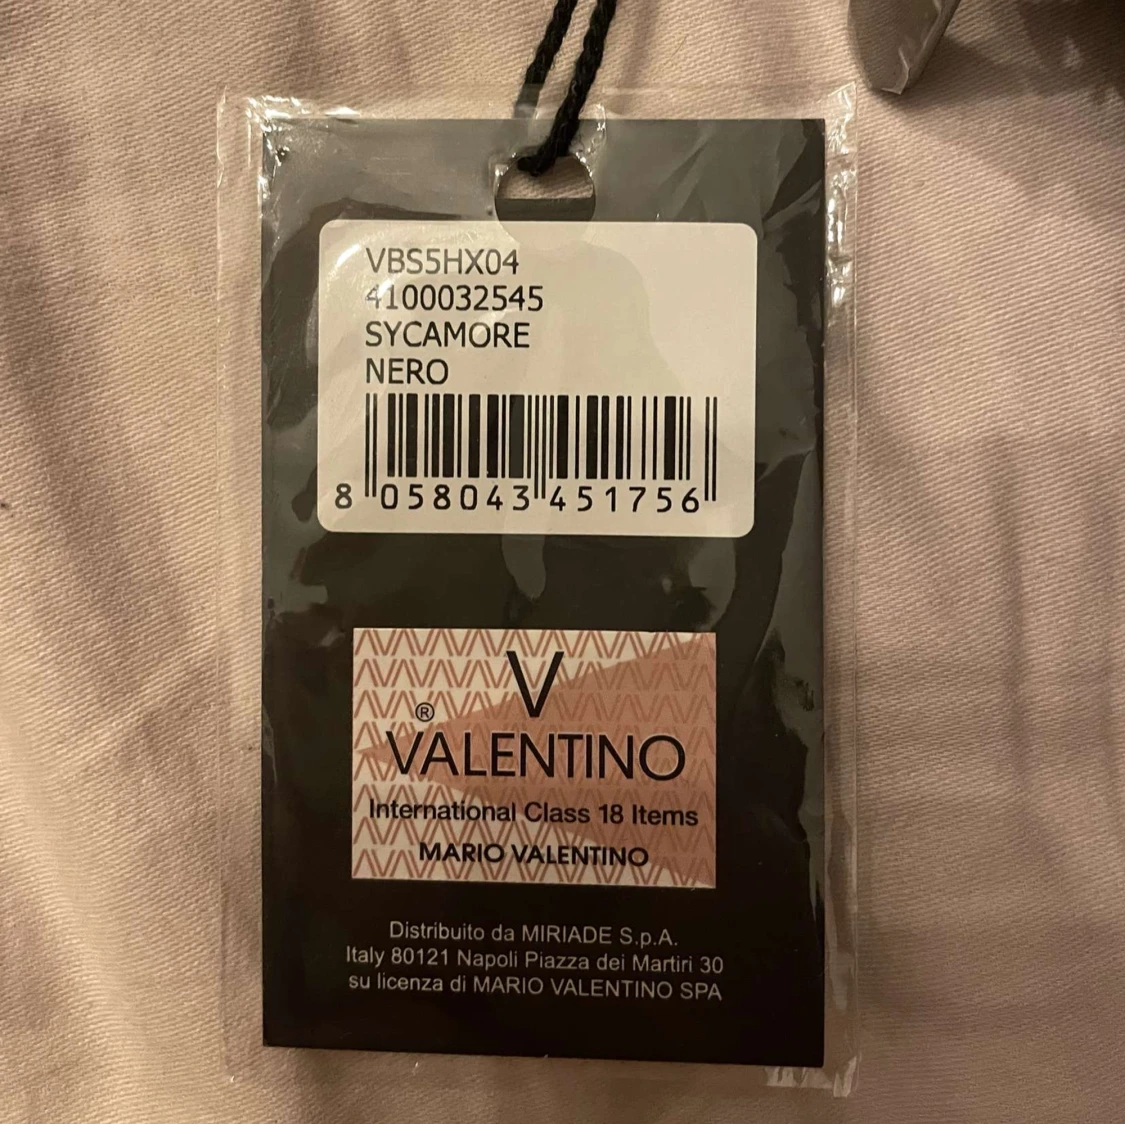 VBS5HX04
4100032545
SYCAMORE
NERO
8 058043 451756
V
®
VALENTINO
International Class 18 Items
MARIO VALENTINO
Distribuito da MIRIADE S.p.A.
Italy 80121 Napoli Piazza dei Martiri 30
su licenza di MARIO VALENTINO SPA